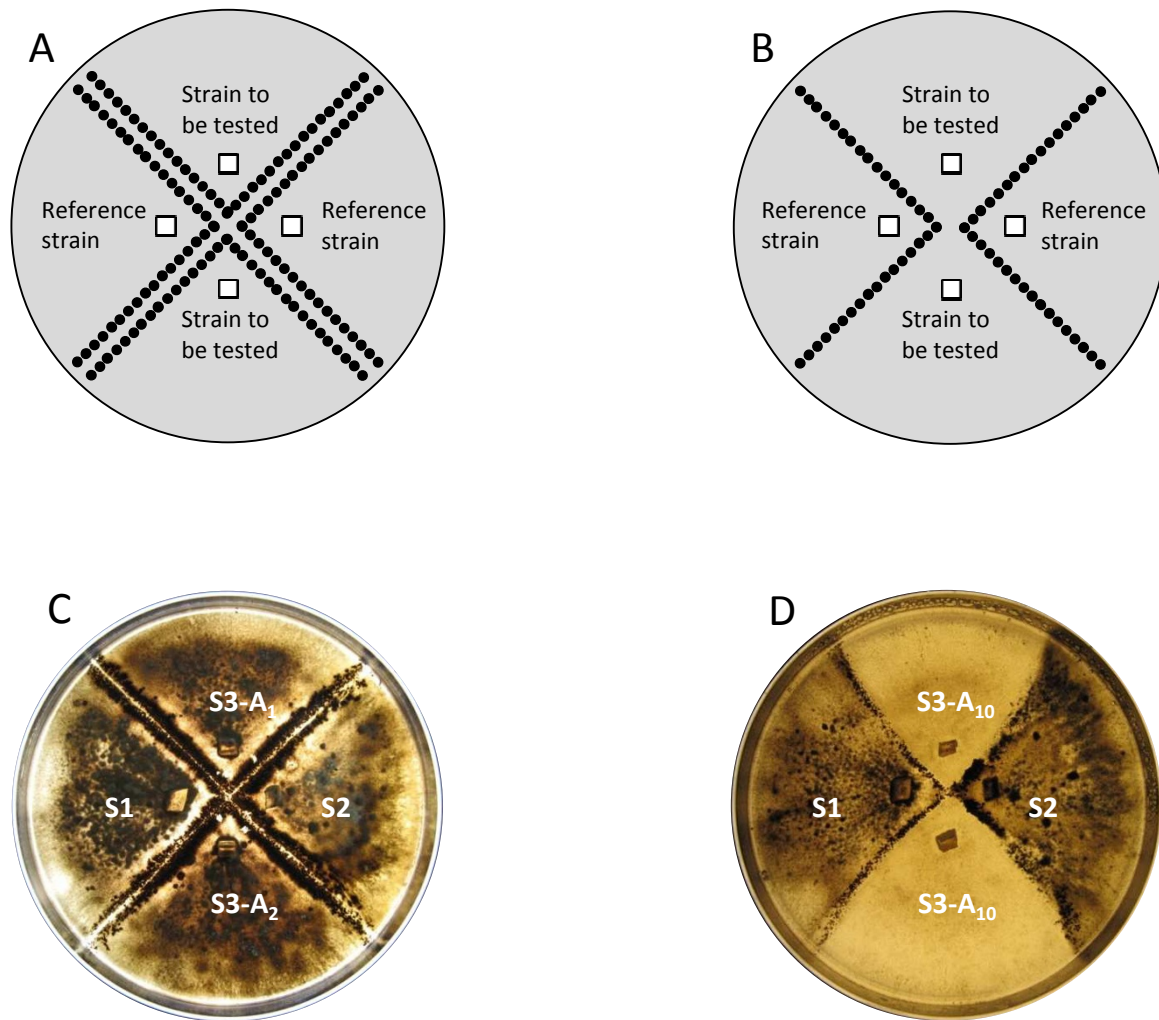 A
Strain to
be tested
Reference
strain
Reference
strain
Strain to
be tested
B
Strain to
be tested
Reference
strain
Reference
strain
Strain to
be tested
C
S3-A₁
S1
S2
S3-A₂
D
S3-A₁₀
S1
S2
S3-A₁₀